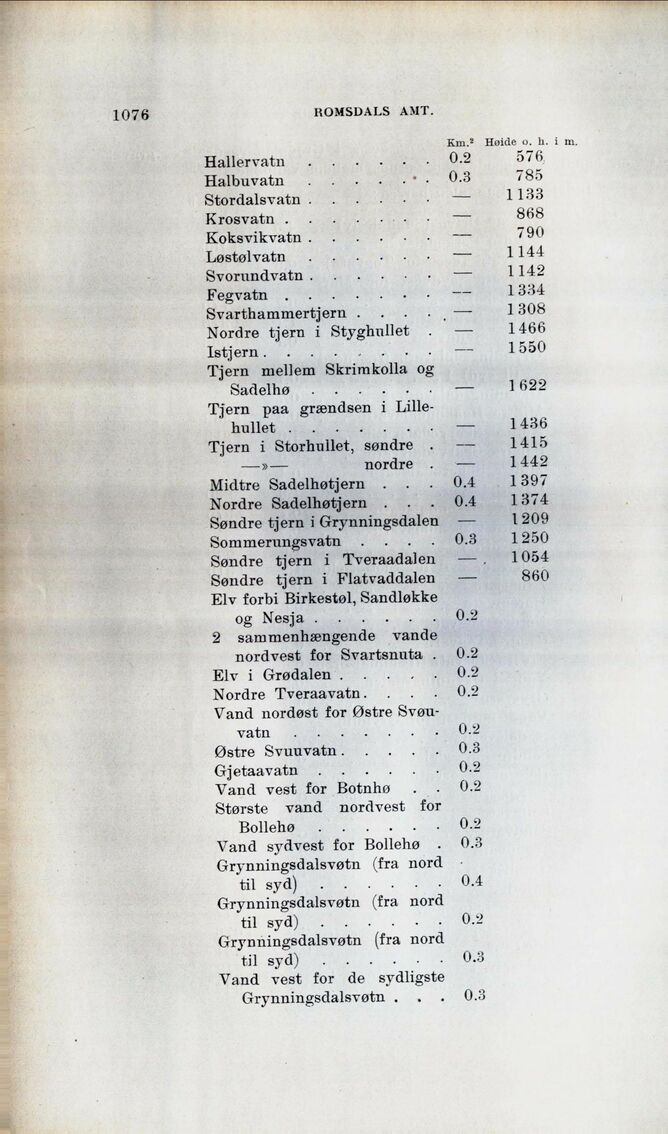 1076
ROMSDALS AMT.
Km.² Høide o. h. i m.
Hallervatn . . . . . . 0.2 576
Halbuvatn . . . . . . 0.3 785
Stordalsvatn . . . . . . — 1133
Krosvatn . . . . . . . — 868
Koksvikvatn . . . . . . — 790
Løstølvatn . . . . . . — 1144
Svorundvatn . . . . . . — 1142
Fegvatn . . . . . . . — 1334
Svarthammertjern . . . . — 1308
Nordre tjern i Styghullet . — 1466
Istjern . . . . . . . . — 1550
Tjern mellem Skrimkolla og
Sadelhø . . . . . . — 1622
Tjern paa grændsen i Lille-
hullet . . . . . . . — 1436
Tjern i Storhullet, søndre . — 1415
—»— nordre . — 1442
Midtre Sadelhøtjern . . . 0.4 1397
Nordre Sadelhøtjern . . . 0.4 1374
Søndre tjern i Grynningsdalen — 1209
Sommerungsvatn . . . . 0.3 1250
Søndre tjern i Tveraadalen — 1054
Søndre tjern i Flatvaddalen — 860
Elv forbi Birkestøl, Sandløkke
og Nesja . . . . . . 0.2
2 sammenhængende vande
nordvest for Svartsnuta . 0.2
Elv i Grødalen . . . . . 0.2
Nordre Tveraavatn . . . . 0.2
Vand nordøst for Østre Svøu-
vatn . . . . . . . 0.2
Østre Svuuvatn . . . . . 0.3
Gjetaavatn . . . . . . 0.2
Vand vest for Botnhø . . 0.2
Største vand nordvest for
Bollehø . . . . . . 0.2
Vand sydvest for Bollehø . 0.3
Grynningsdalsvøtn (fra nord
til syd) . . . . . . 0.4
Grynningsdalsvøtn (fra nord
til syd) . . . . . . 0.2
Grynningsdalsvøtn (fra nord
til syd) . . . . . . 0.3
Vand vest for de sydligste
Grynningsdalsvøtn . . . 0.3